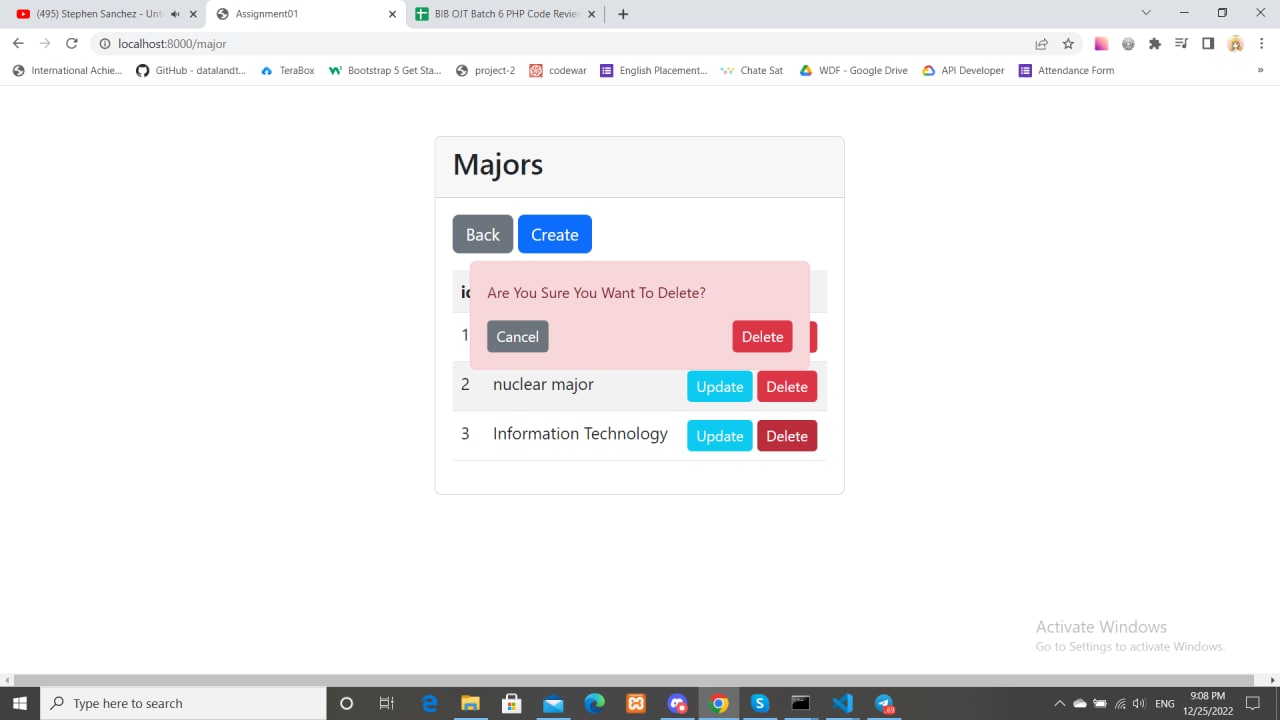 (495) Stephen Sanchez - Unti
Assignment01
BIB OJT Batch 6 PHP Code Review
localhost:8000/major
International Achie...
GitHub - datalandt...
TeraBox
Bootstrap 5 Get Sta...
project-2
codewar
English Placement...
Chate Sat
WDF - Google Drive
API Developer
Attendance Form
»
Majors
Back Create
id
Are You Sure You Want To Delete?
1 Cancel Delete
2 nuclear major Update Delete
3 Information Technology Update Delete
Activate Windows
Go to Settings to activate Windows.
Type here to search
69
ENG
9:08 PM
12/25/2022